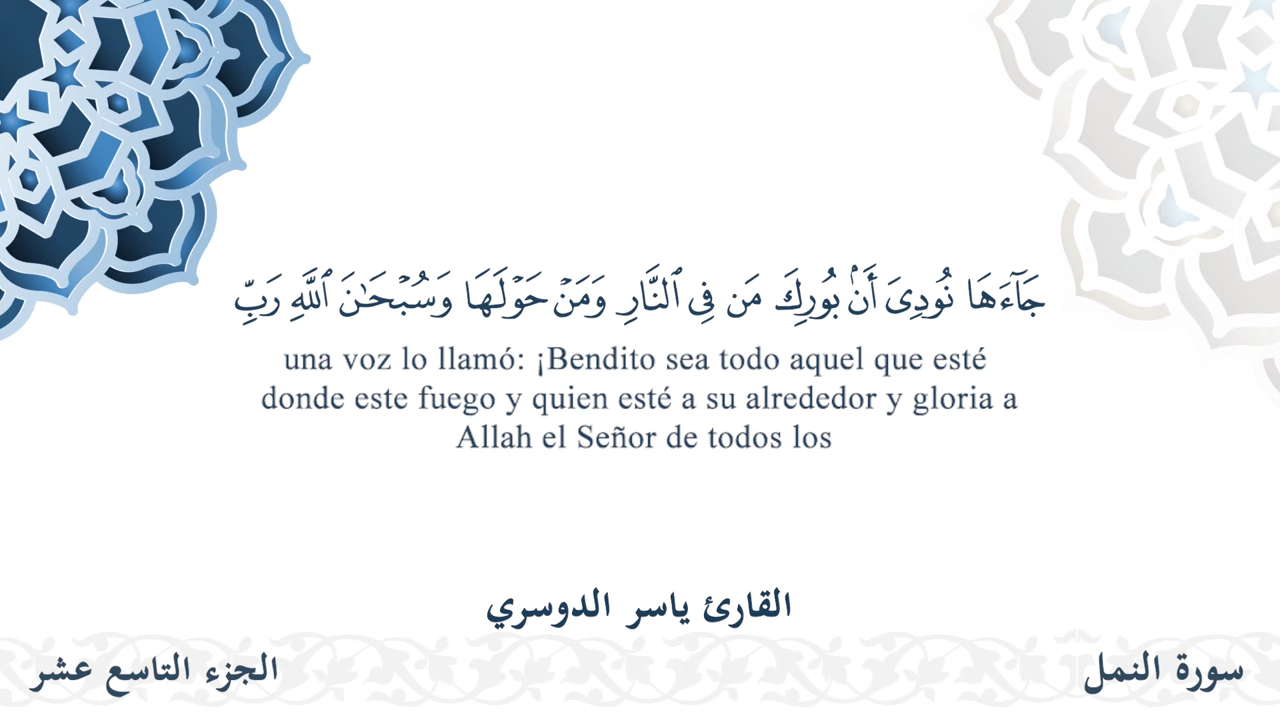 جَآءَهَا نُودِىَ أَنۢ بُورِكَ مَن فِى ٱلنَّارِ وَمَنْ حَوْلَهَا وَسُبْحَـٰنَ ٱللَّهِ رَبِّ
una voz lo llamó: ¡Bendito sea todo aquel que esté
donde este fuego y quien esté a su alrededor y gloria a
Allah el Señor de todos los
القارئ ياسر الدوسري
سورة النمل
الجزء التاسع عشر